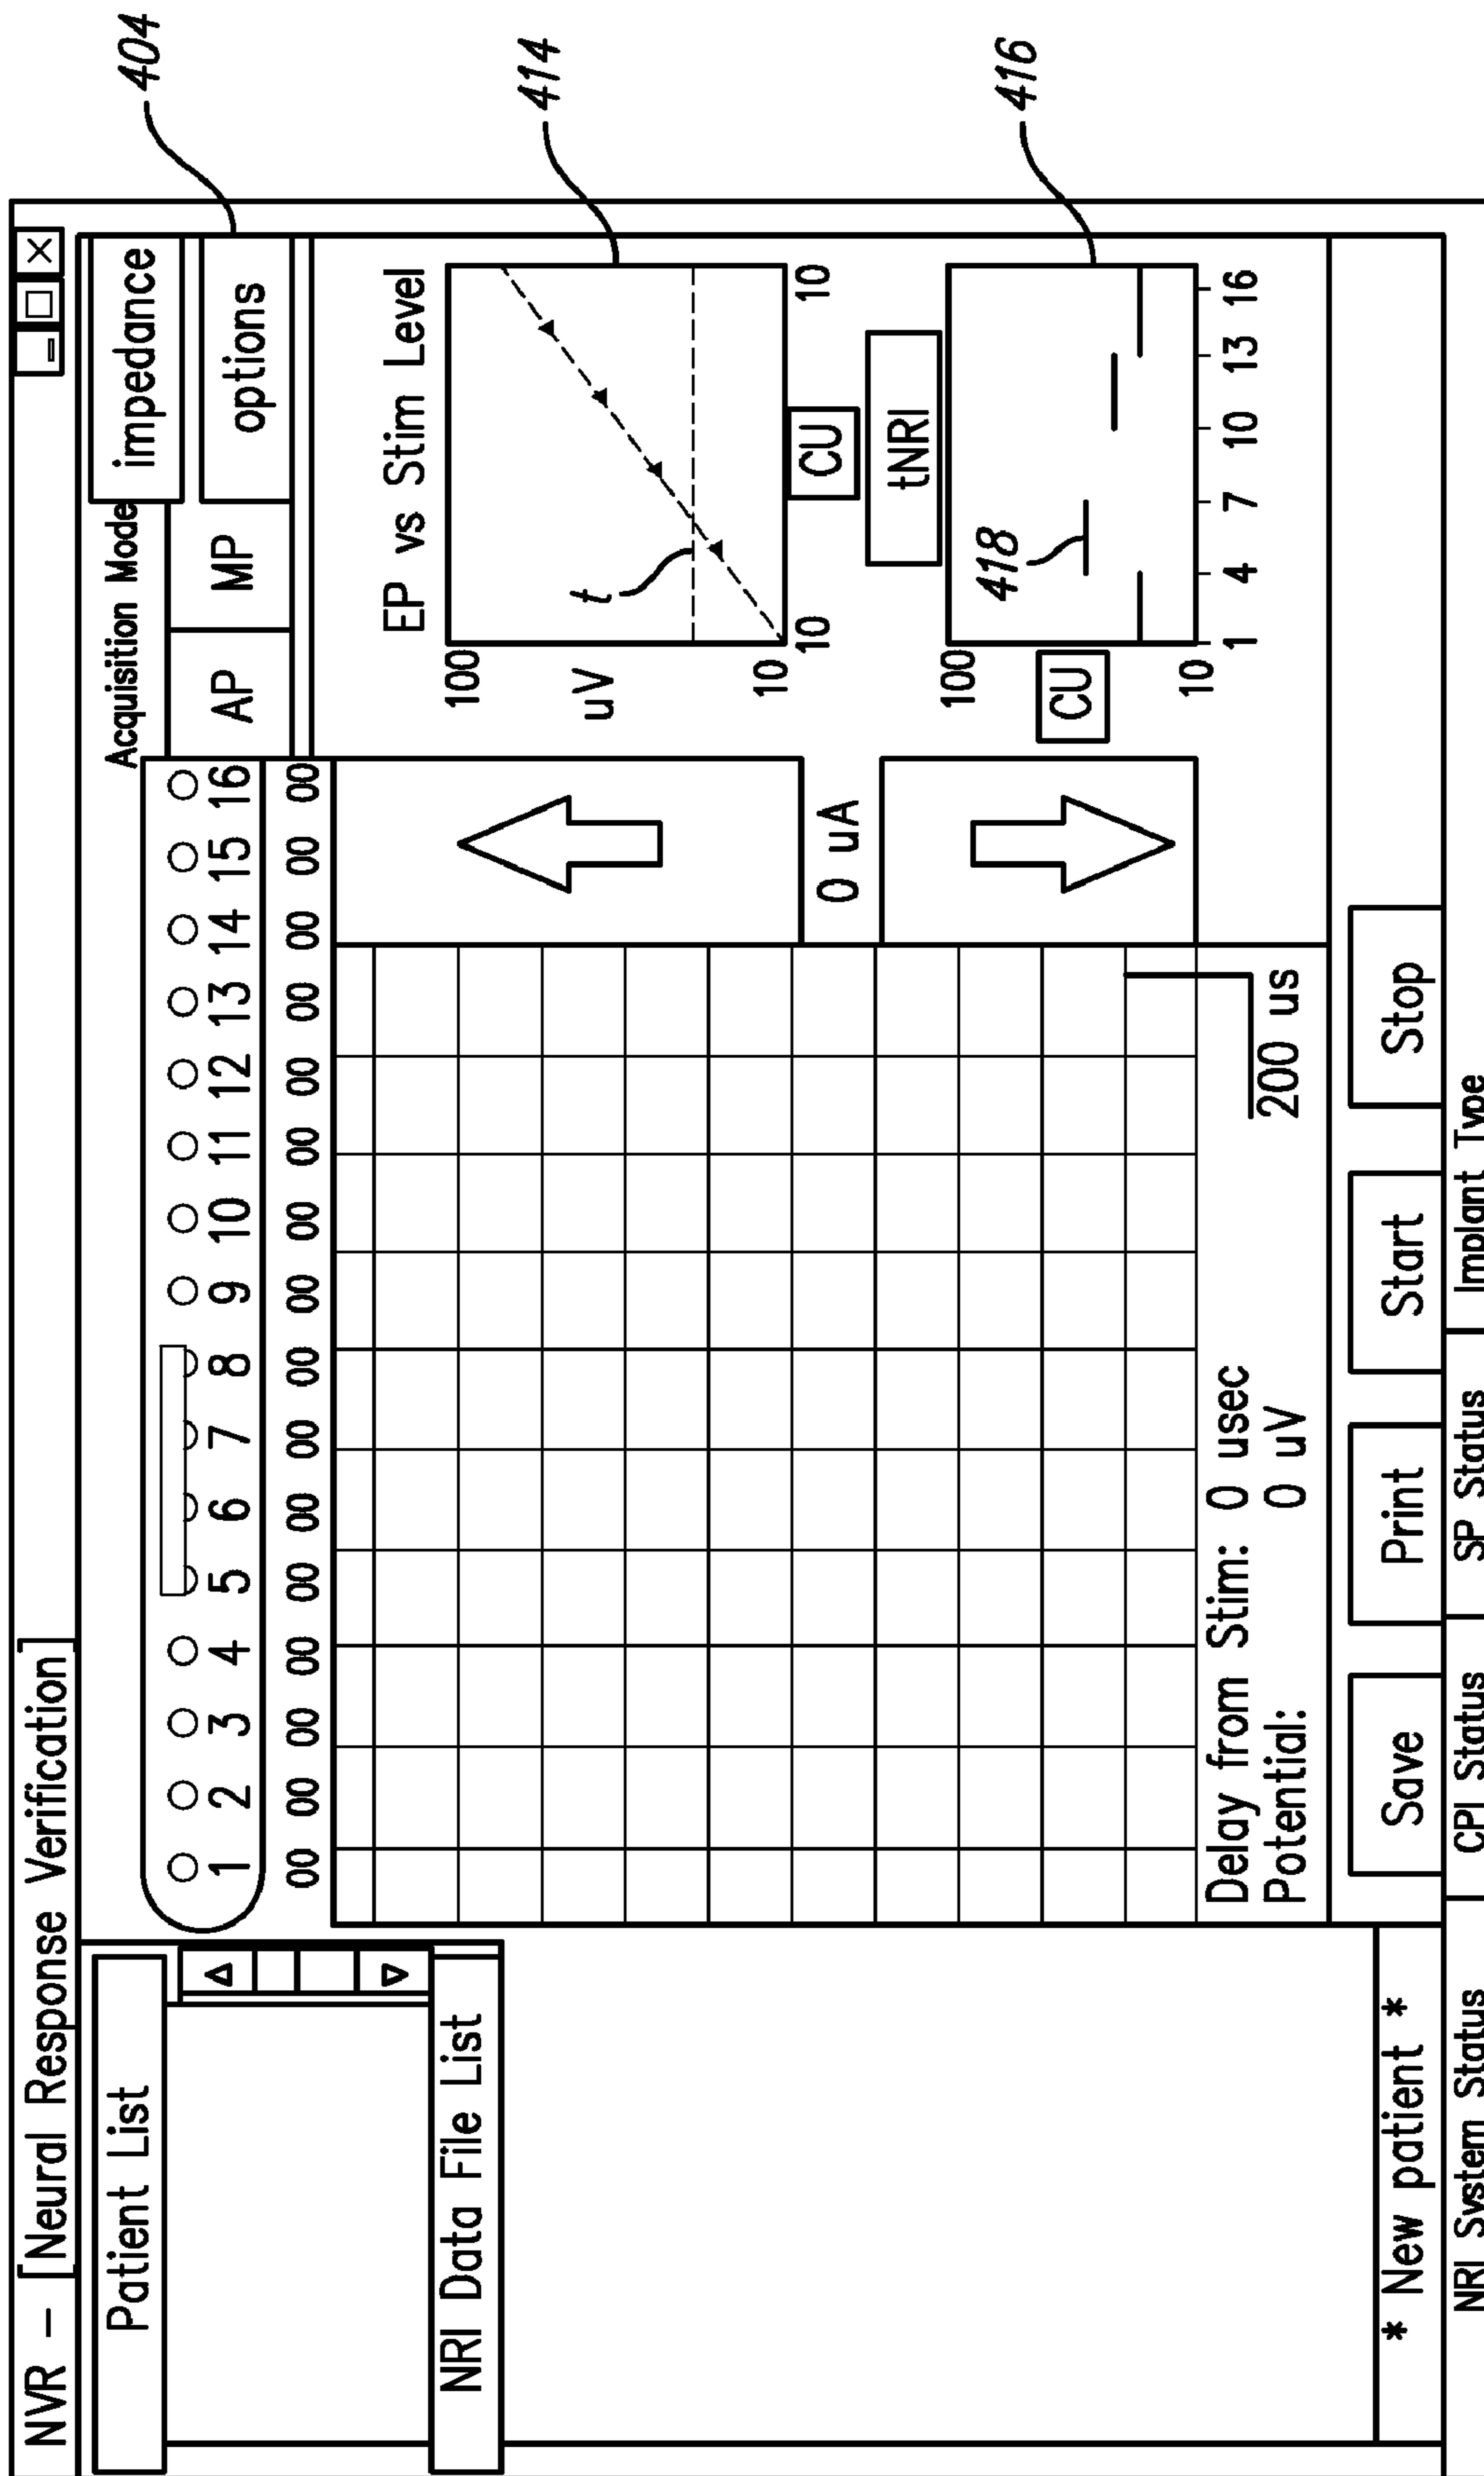 NVR – [Neural Response Verification]
Patient List
NRI Data File List
* New patient *
1 2 3 4 5 6 7 8 9 10 11 12 13 14 15 16
00 00 00 00 00 00 00 00 00 00 00 00 00 00 00 00
Acquisition Mode
AP MP
impedance
options
404
0 uA
200 us
Delay from Stim: 0 usec
Potential: 0 uV
EP vs Stim Level
100
uV
10
t
10 10
CU
414
tNRI
100
CU
10
418
1 4 7 10 13 16
416
Save Print Start Stop
NRI System Status CPI Status SP Status Implant Type